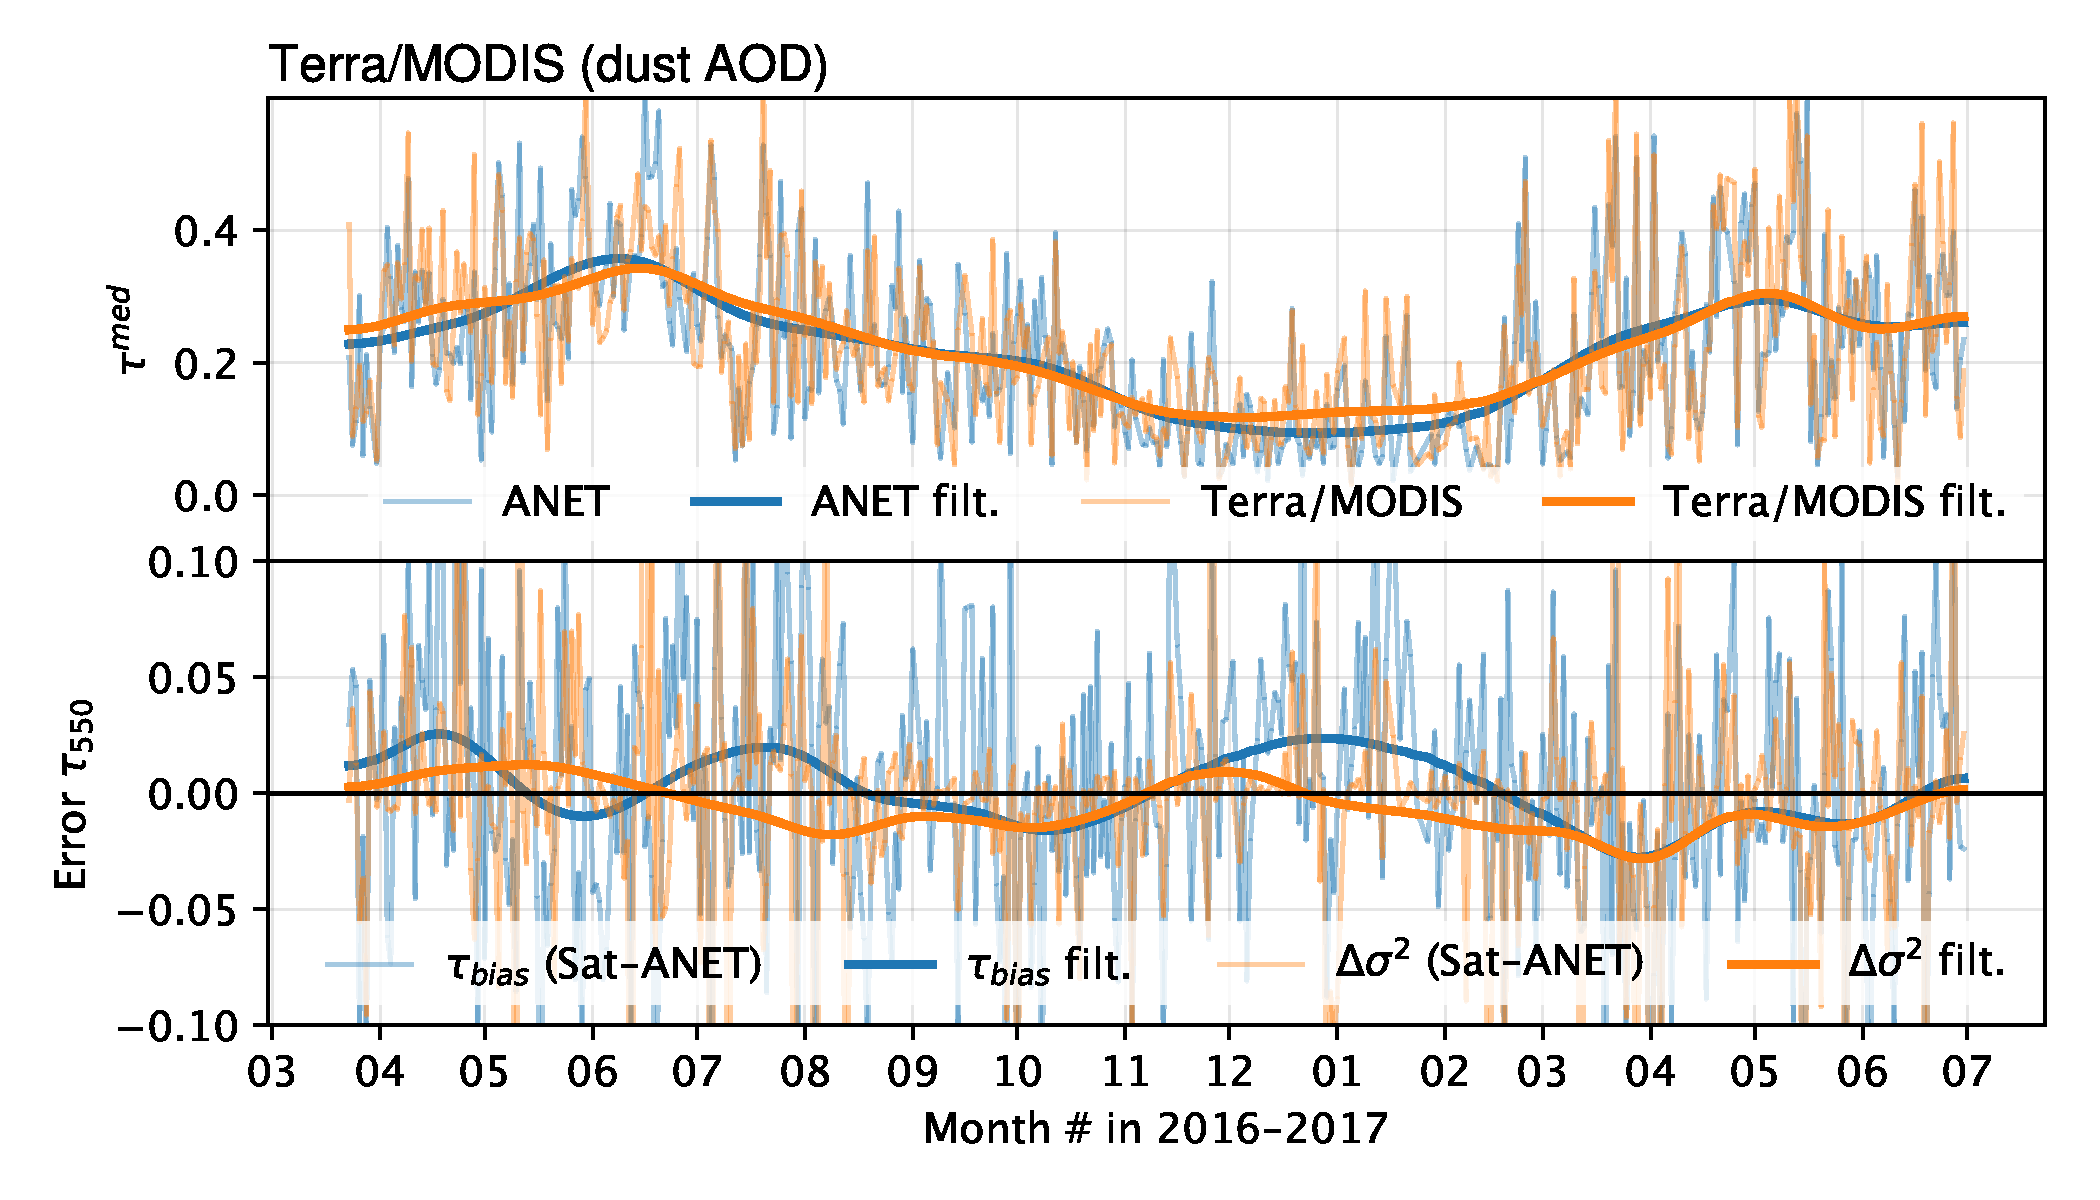 Terra/MODIS (dust AOD)
τ^med
0.4
0.2
0.0
ANET ANET filt. Terra/MODIS Terra/MODIS filt.
Error τ₅₅₀
0.10
0.05
0.00
−0.05
−0.10
τ_bias (Sat–ANET) τ_bias filt. Δσ² (Sat–ANET) Δσ² filt.
03 04 05 06 07 08 09 10 11 12 01 02 03 04 05 06 07
Month # in 2016–2017